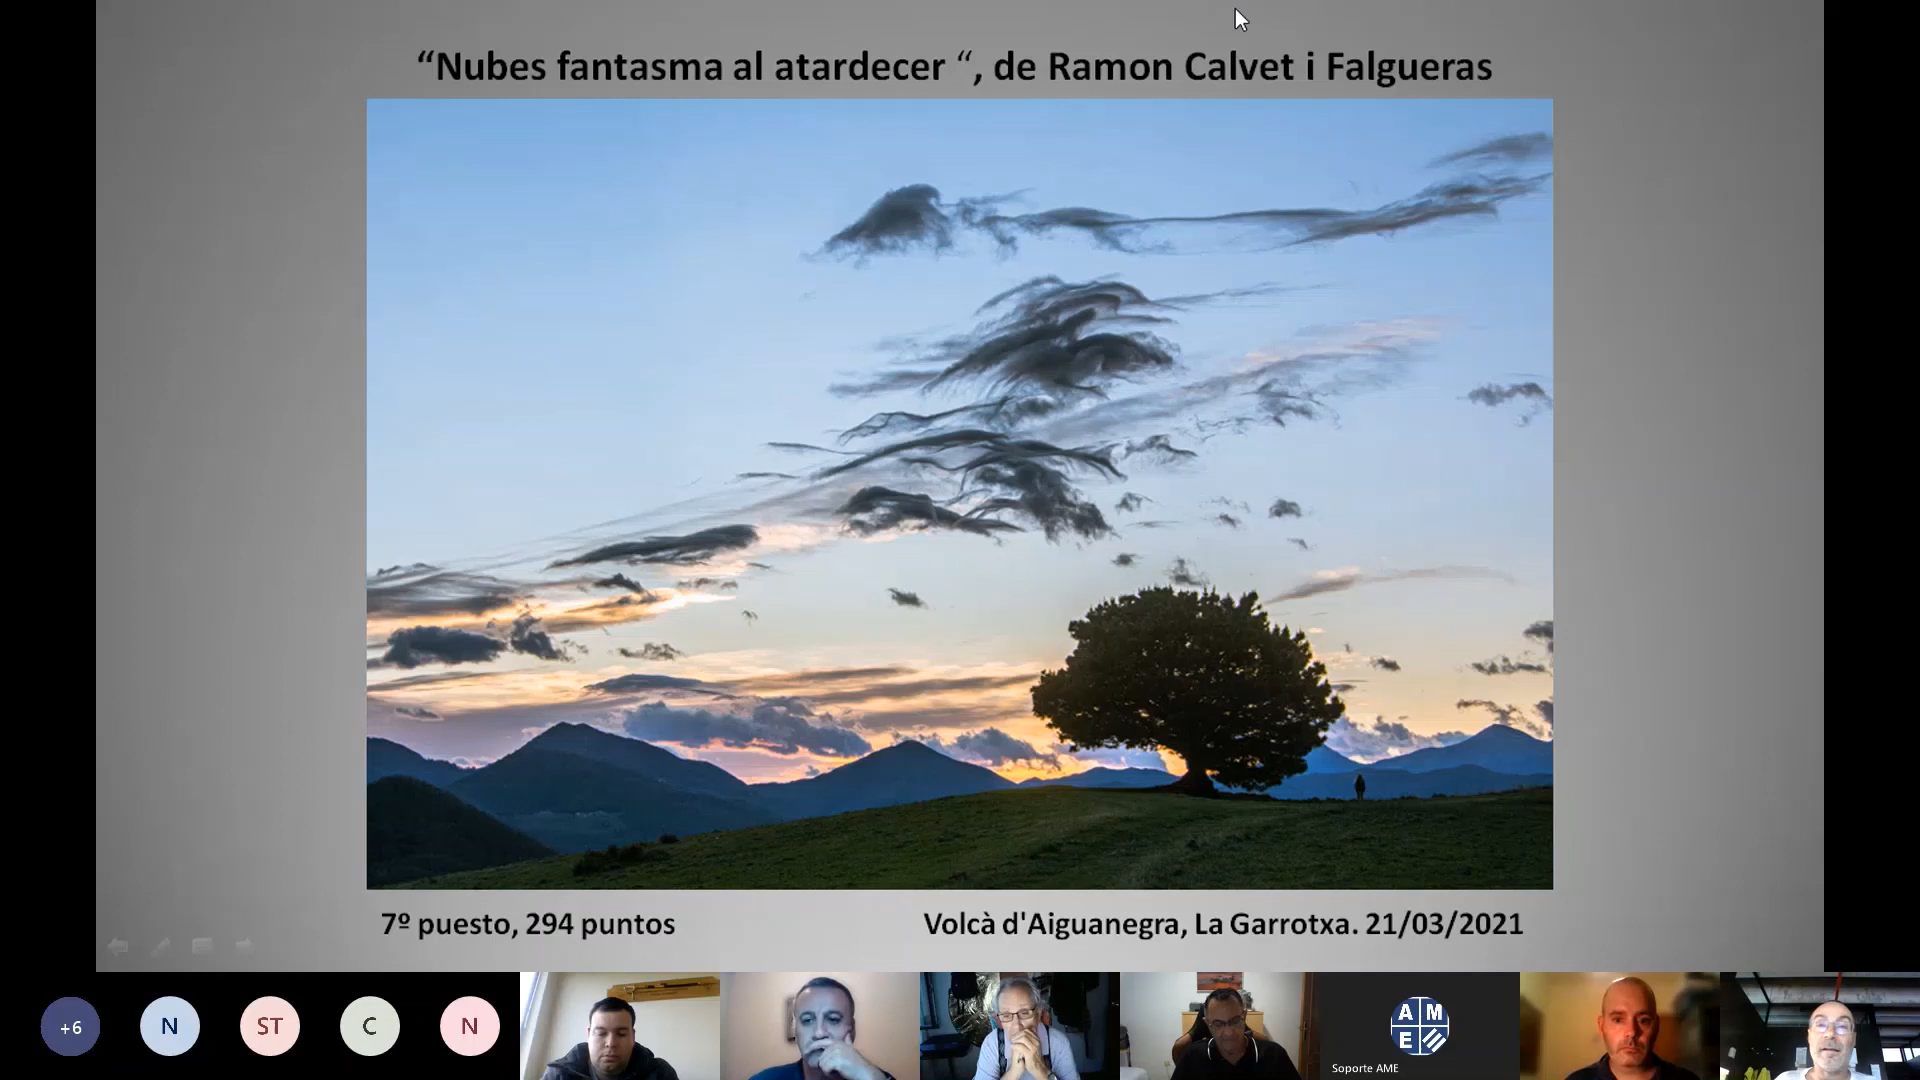 “Nubes fantasma al atardecer “, de Ramon Calvet i Falgueras
7º puesto, 294 puntos
Volcà d'Aiguanegra, La Garrotxa. 21/03/2021
+6
N
ST
C
N
A M
E
Soporte AME